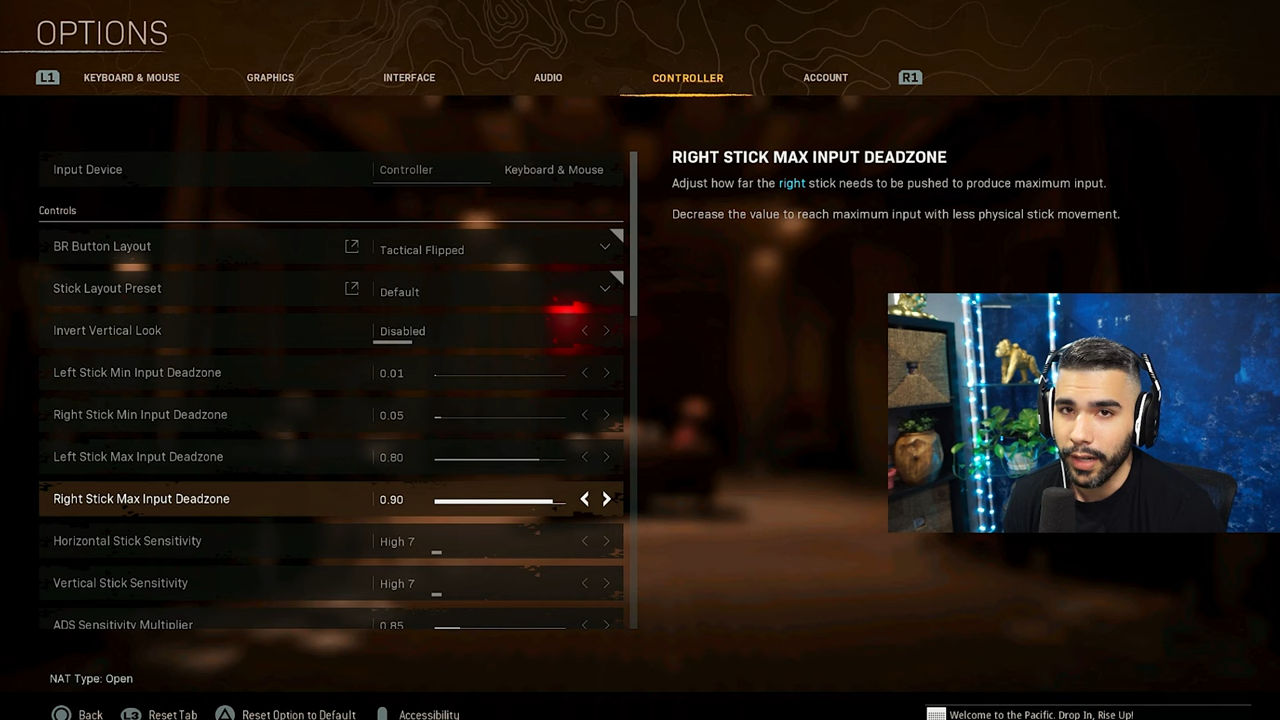 OPTIONS
L1 KEYBOARD & MOUSE GRAPHICS INTERFACE AUDIO CONTROLLER ACCOUNT R1
Input Device Controller Keyboard & Mouse
Controls
BR Button Layout Tactical Flipped
Stick Layout Preset Default
Invert Vertical Look Disabled
Left Stick Min Input Deadzone 0.01
Right Stick Min Input Deadzone 0.05
Left Stick Max Input Deadzone 0.80
Right Stick Max Input Deadzone 0.90
Horizontal Stick Sensitivity High 7
Vertical Stick Sensitivity High 7
ADS Sensitivity Multiplier 0.85
RIGHT STICK MAX INPUT DEADZONE
Adjust how far the right stick needs to be pushed to produce maximum input.
Decrease the value to reach maximum input with less physical stick movement.
NAT Type: Open
Back L3 Reset Tab Reset Option to Default Accessibility
Welcome to the Pacific. Drop In, Rise Up!